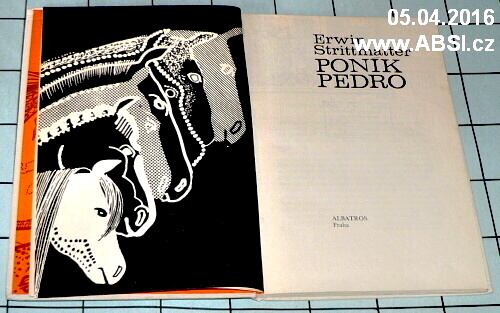 05.04.2016
www.ABSI.cz
Erwin
Strittmatter
PONÍK
PEDRO
ALBATROS
Praha